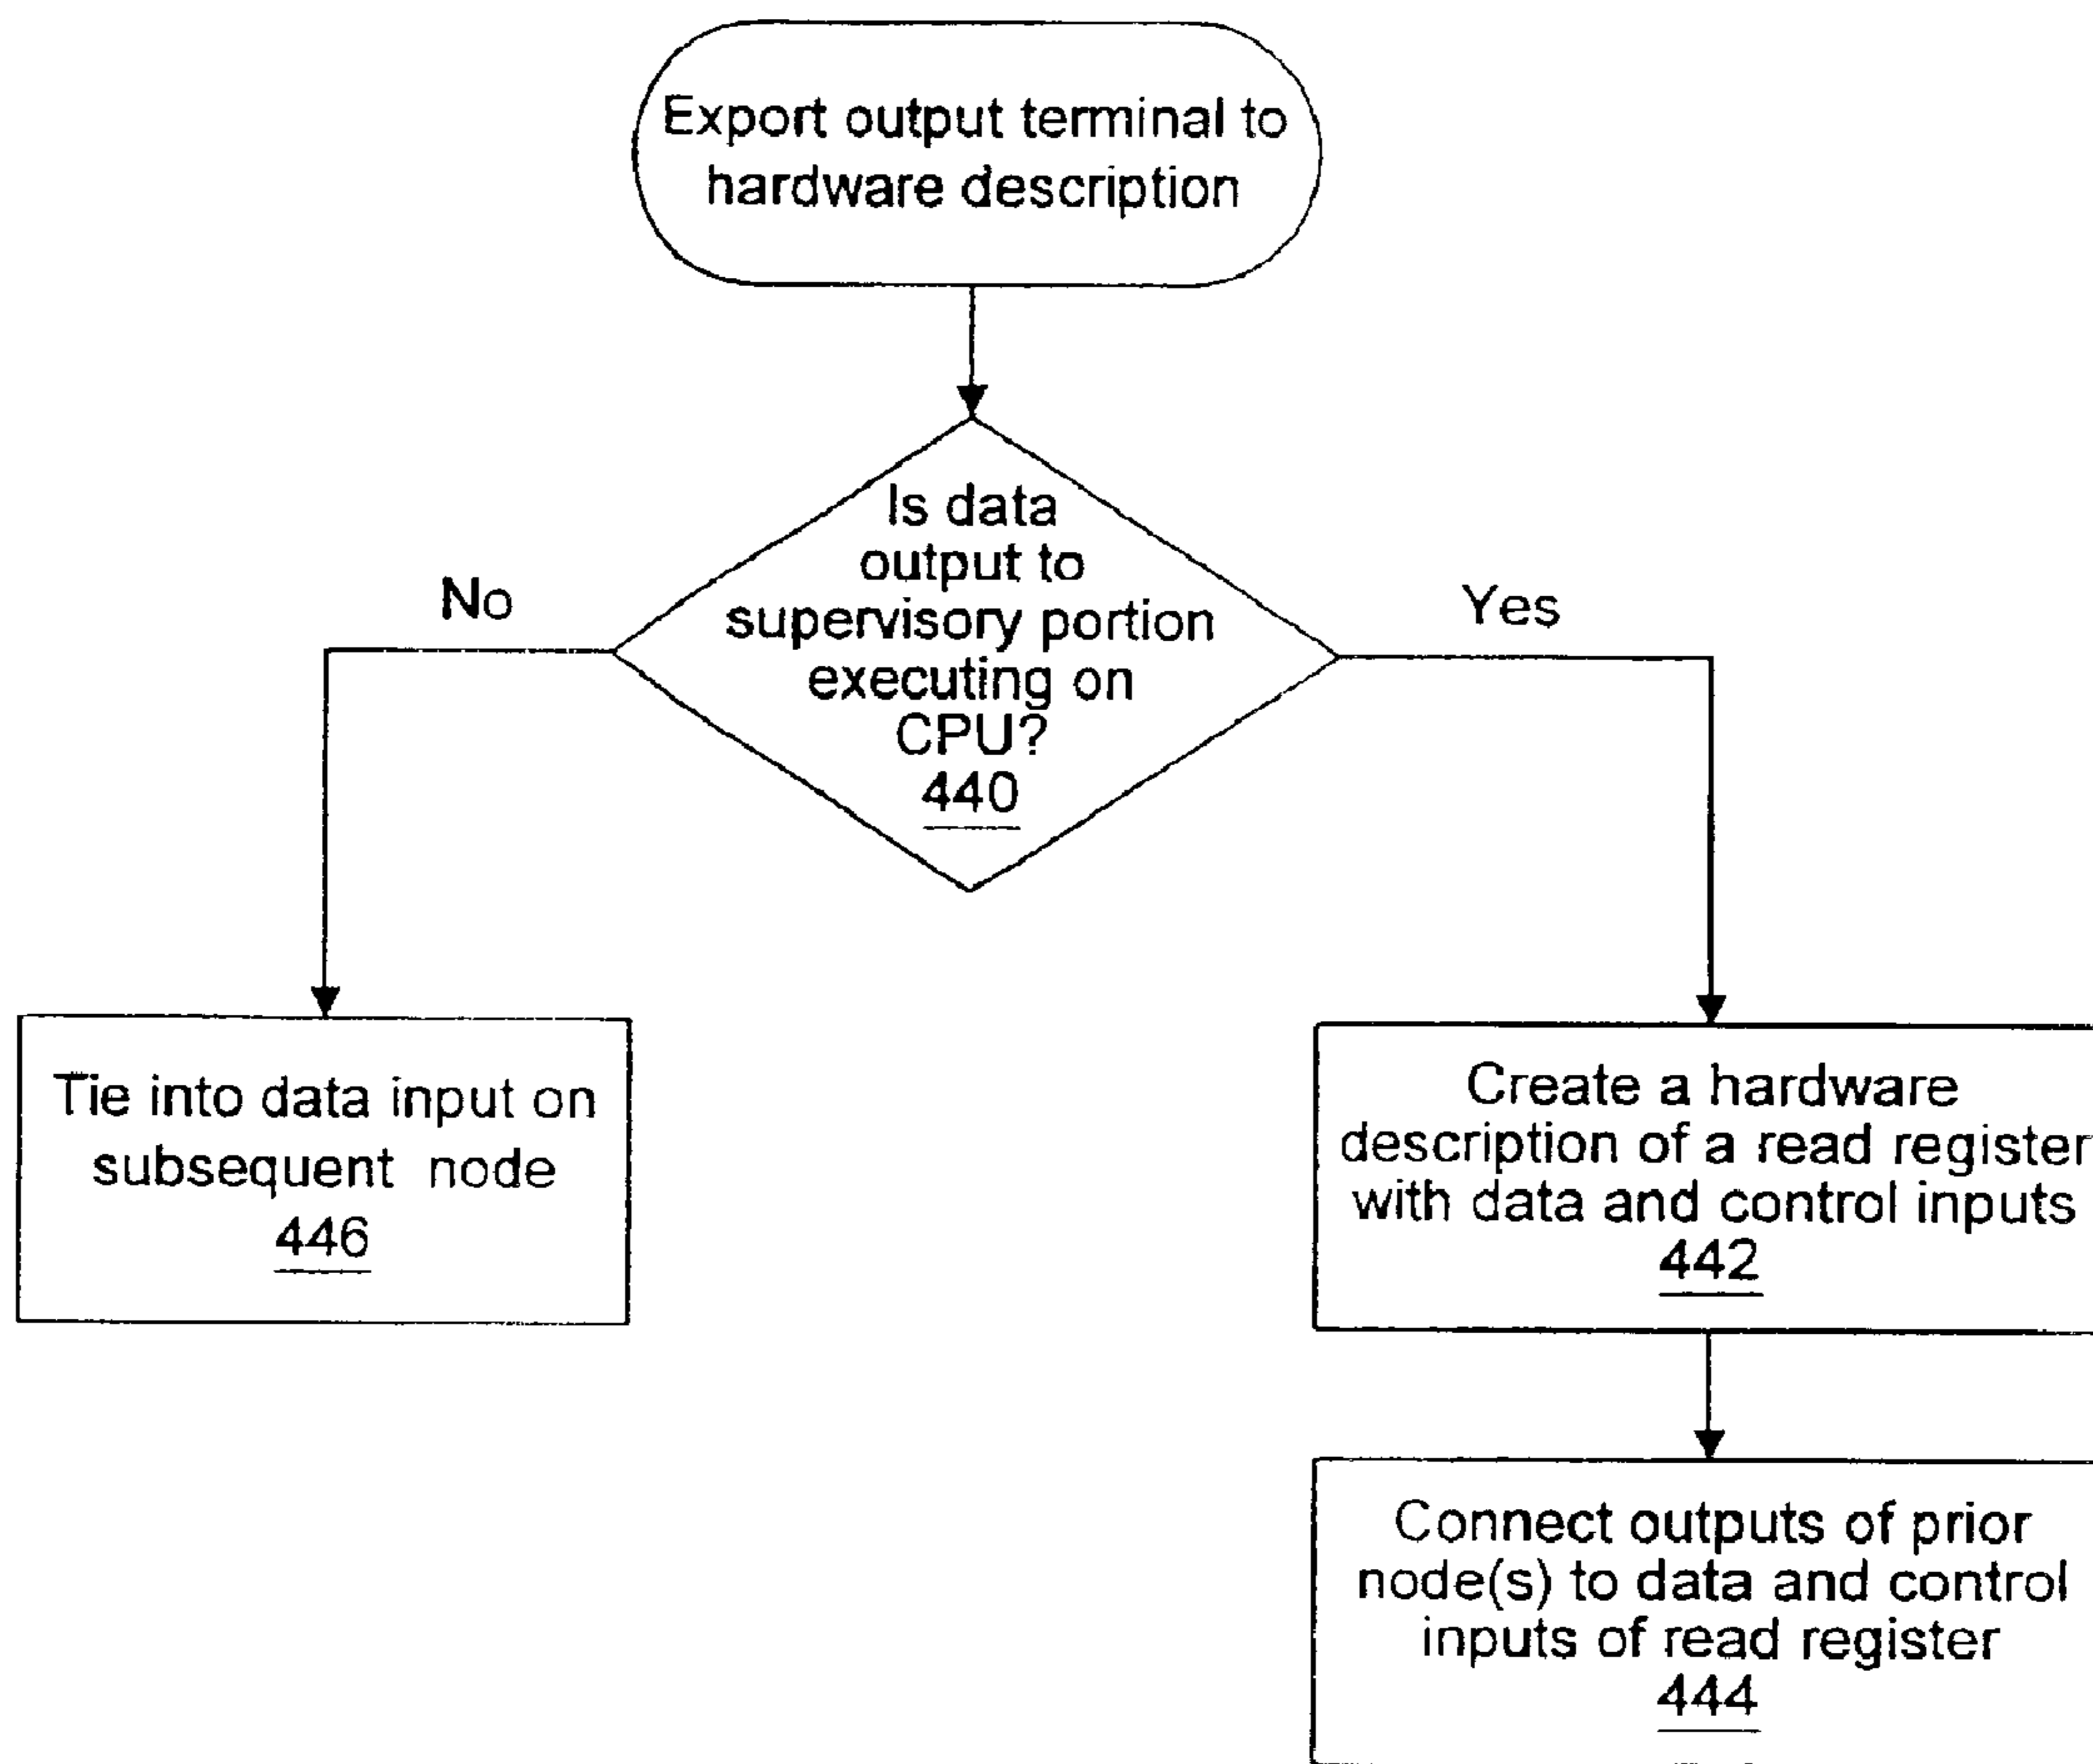 Export output terminal to
hardware description
Is data
output to
supervisory portion
executing on
CPU?
440
No
Yes
Tie into data input on
subsequent node
446
Create a hardware
description of a read register
with data and control inputs
442
Connect outputs of prior
node(s) to data and control
inputs of read register
444